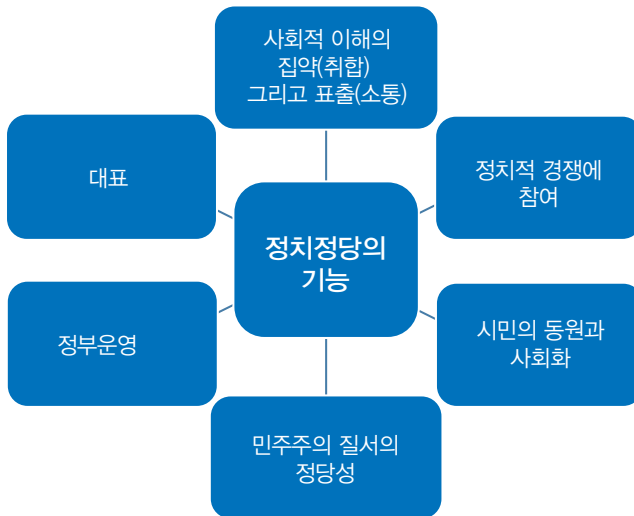 사회적 이해의
집약(취합)
그리고 표출(소통)
대표
정치적 경쟁에
참여
정치정당의
기능
정부운영
시민의 동원과
사회화
민주주의 질서의
정당성